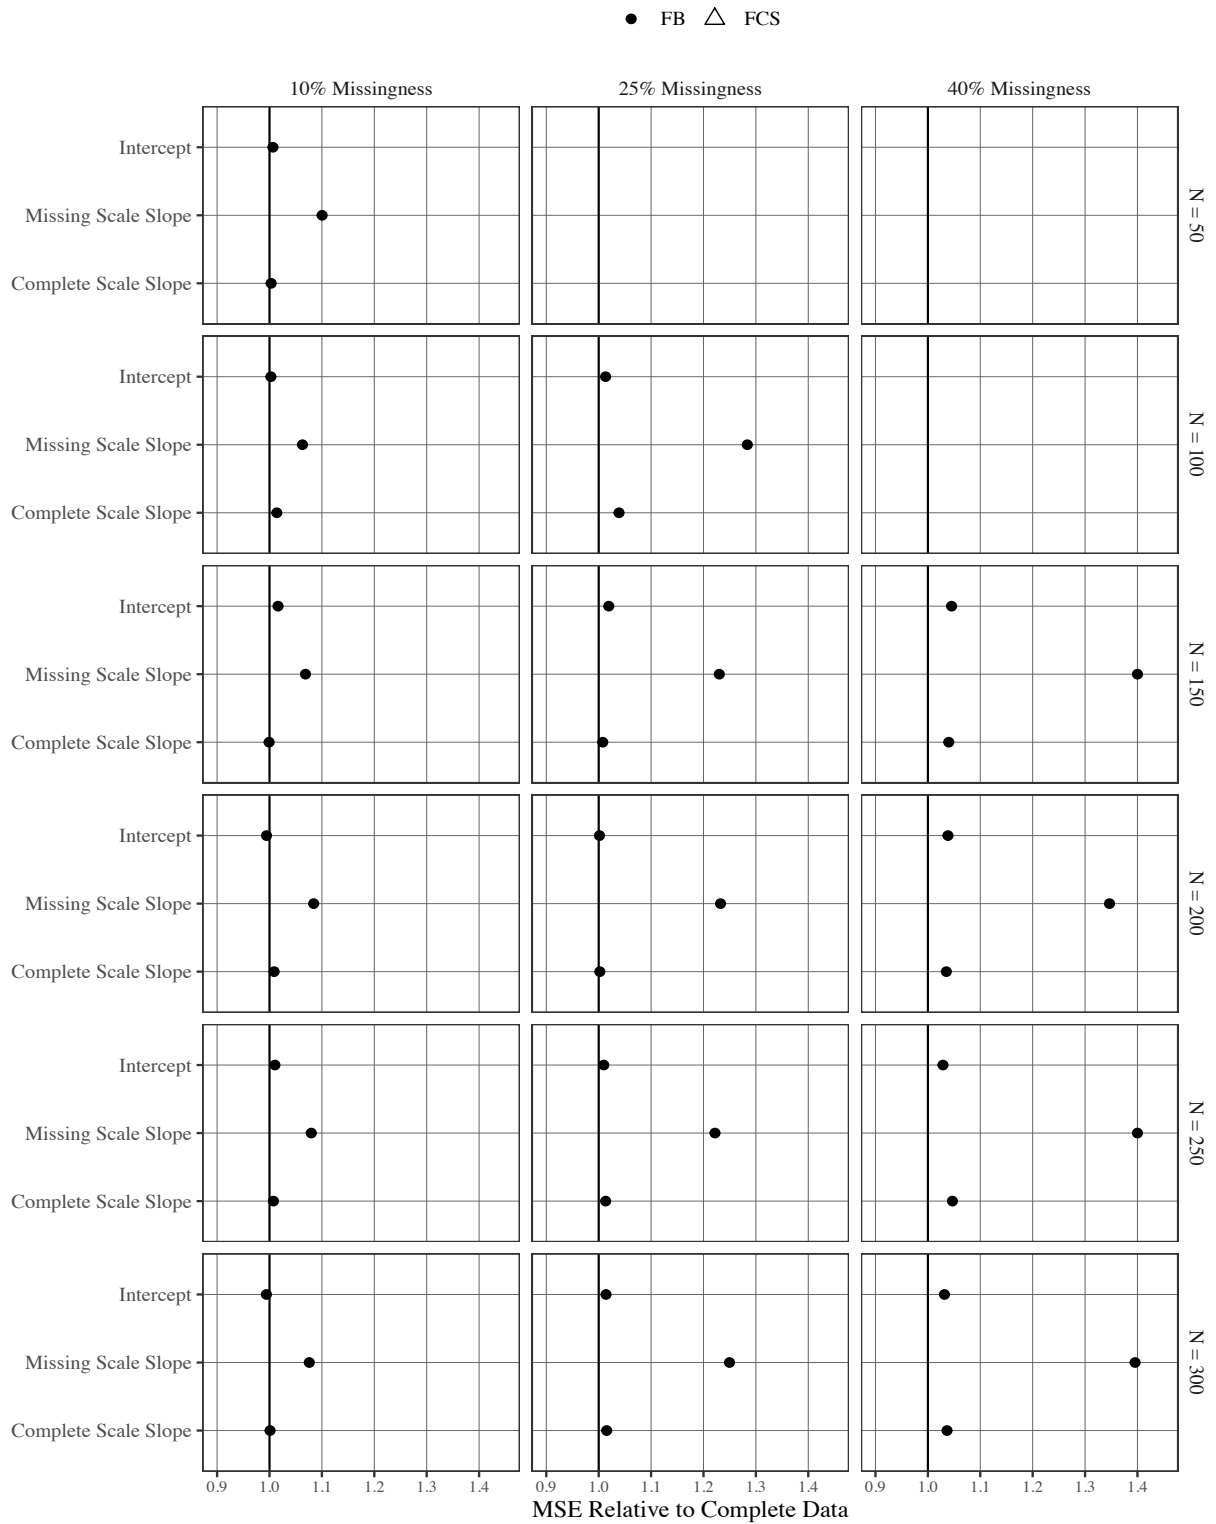 FB FCS
10% Missingness 25% Missingness 40% Missingness
Intercept
Missing Scale Slope
Complete Scale Slope
N = 50
Intercept
Missing Scale Slope
Complete Scale Slope
N = 100
Intercept
Missing Scale Slope
Complete Scale Slope
N = 150
Intercept
Missing Scale Slope
Complete Scale Slope
N = 200
Intercept
Missing Scale Slope
Complete Scale Slope
N = 250
Intercept
Missing Scale Slope
Complete Scale Slope
N = 300
0.9 1.0 1.1 1.2 1.3 1.4 0.9 1.0 1.1 1.2 1.3 1.4 0.9 1.0 1.1 1.2 1.3 1.4
MSE Relative to Complete Data